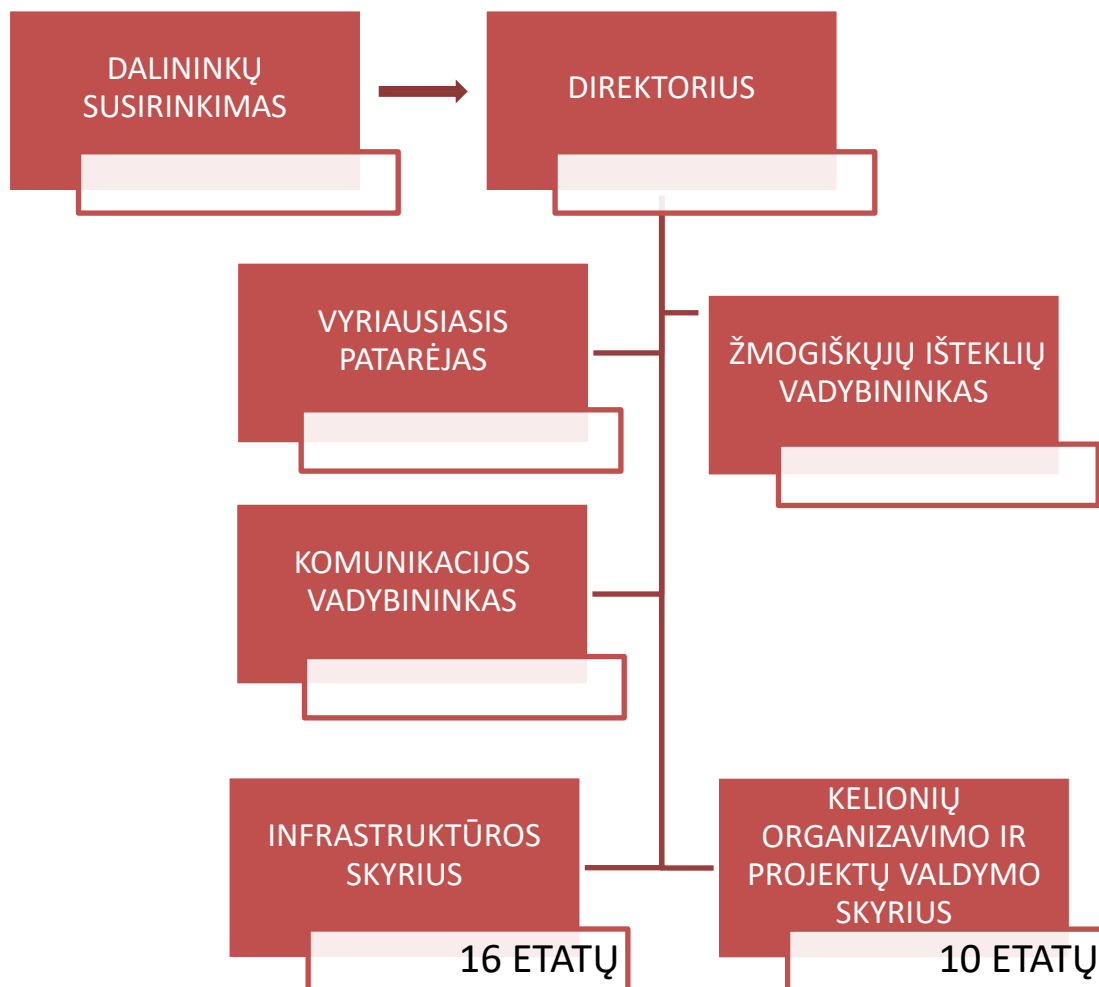 DALININKŲ
SUSIRINKIMAS
DIREKTORIUS
VYRIAUSIASIS
PATARĖJAS
ŽMOGIŠKŲJŲ IŠTEKLIŲ
VADYBININKAS
KOMUNIKACIJOS
VADYBININKAS
INFRASTRUKTŪROS
SKYRIUS
16 ETATŲ
KELIONIŲ
ORGANIZAVIMO IR
PROJEKTŲ VALDYMO
SKYRIUS
10 ETATŲ